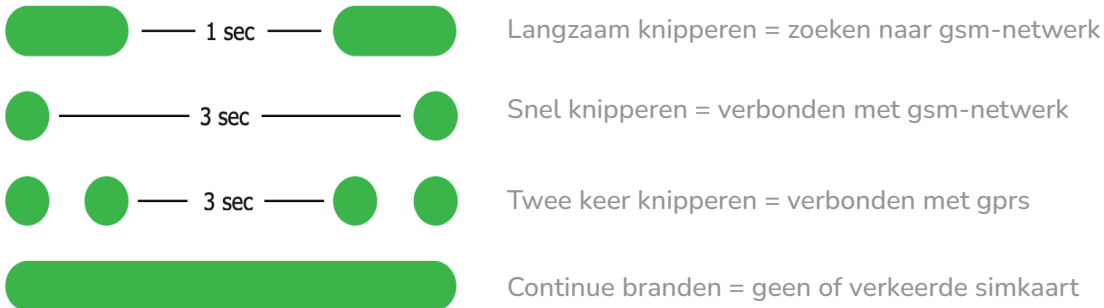 1 sec Langzaam knipperen = zoeken naar gsm-netwerk
3 sec Snel knipperen = verbonden met gsm-netwerk
3 sec Twee keer knipperen = verbonden met gprs
Continue branden = geen of verkeerde simkaart